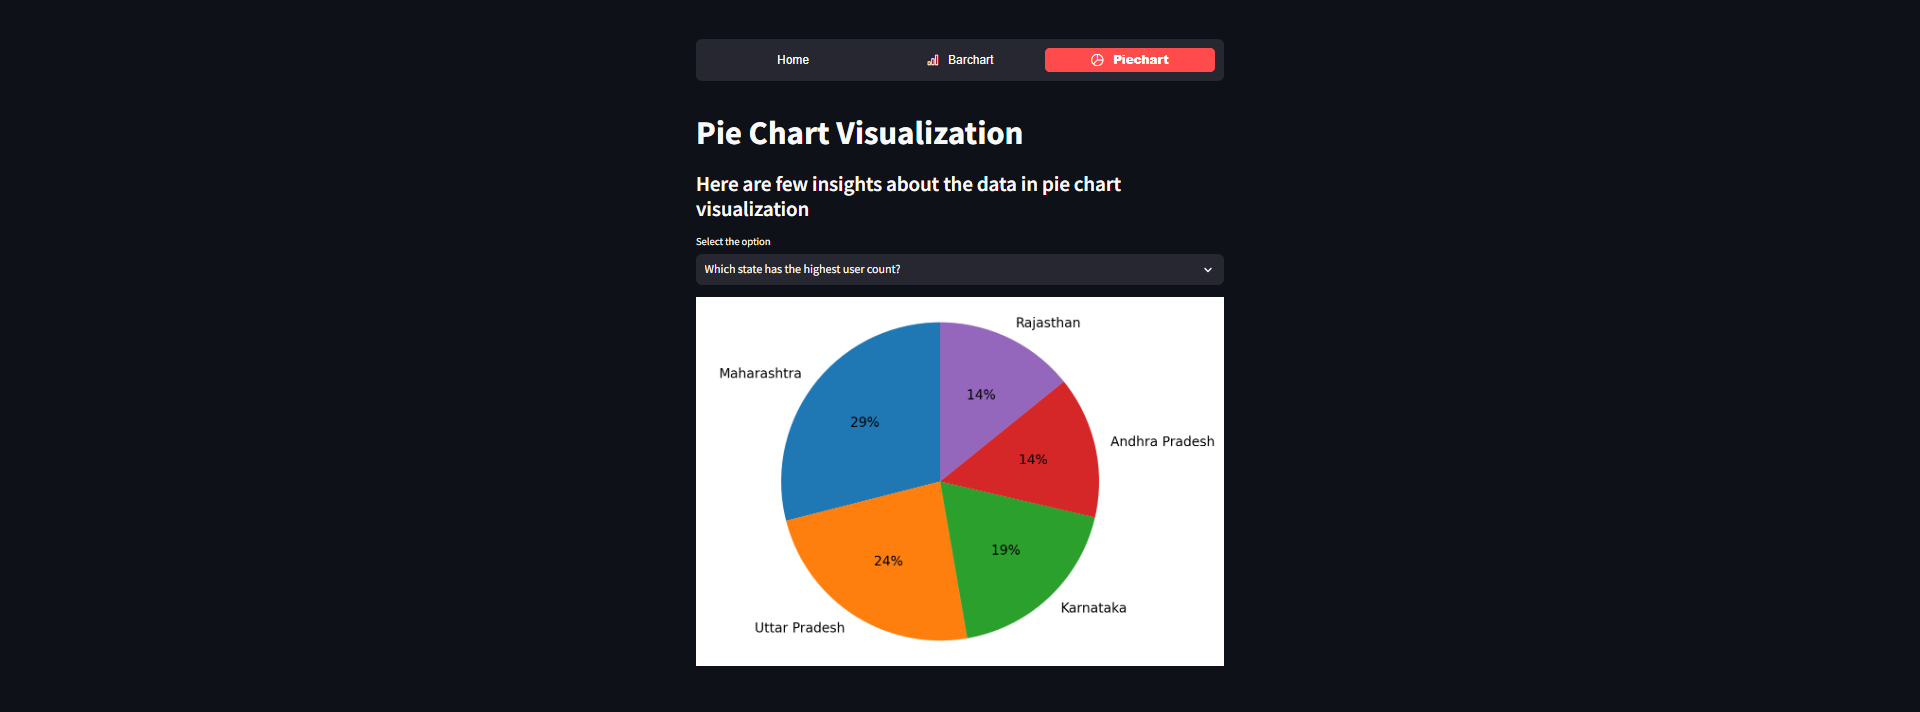 Home
Barchart
Piechart
Pie Chart Visualization
Here are few insights about the data in pie chart
visualization
Select the option
Which state has the highest user count?
Rajasthan
Maharashtra
14%
29%
Andhra Pradesh
14%
19%
24%
Karnataka
Uttar Pradesh